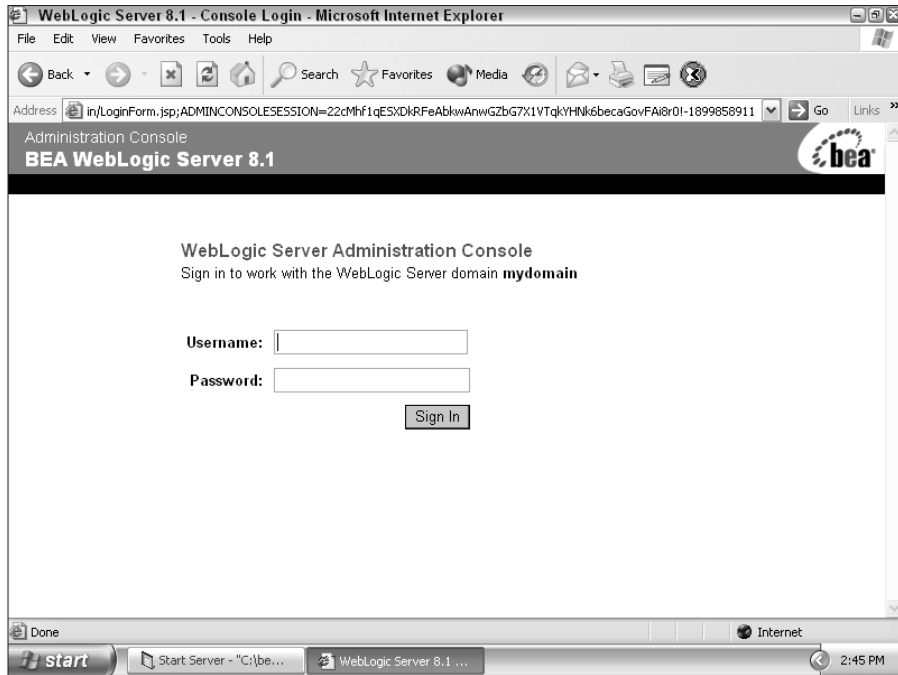 WebLogic Server 8.1 - Console Login - Microsoft Internet Explorer
File Edit View Favorites Tools Help
Back Search Favorites Media
Address in/LoginForm.jsp;ADMINCONSOLESESSION=22cMhf1qESXDkRFeAbkwAnwGZbG7X1VTqkYHNk6becaGovFAi8r0!-1899858911 Go Links »
Administration Console
BEA WebLogic Server 8.1
bea
WebLogic Server Administration Console
Sign in to work with the WebLogic Server domain mydomain
Username:
Password:
Sign In
Done Internet
start Start Server - "C:\be... WebLogic Server 8.1 ... 2:45 PM